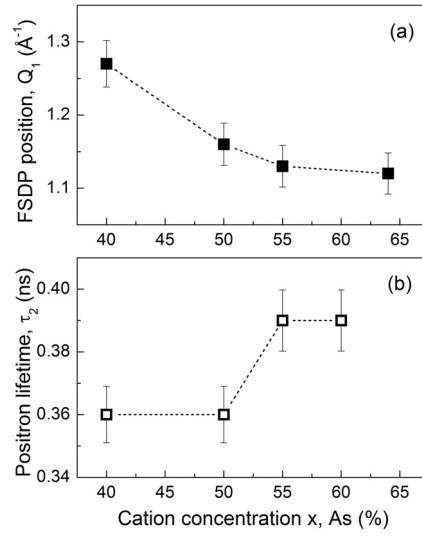 (a)
FSDP position, Q₁ (Å⁻¹)
1.3
1.2
1.1
40 45 50 55 60 65
(b)
Positron lifetime, τ₂ (ns)
0.40
0.38
0.36
0.34
40 45 50 55 60 65
Cation concentration x, As (%)